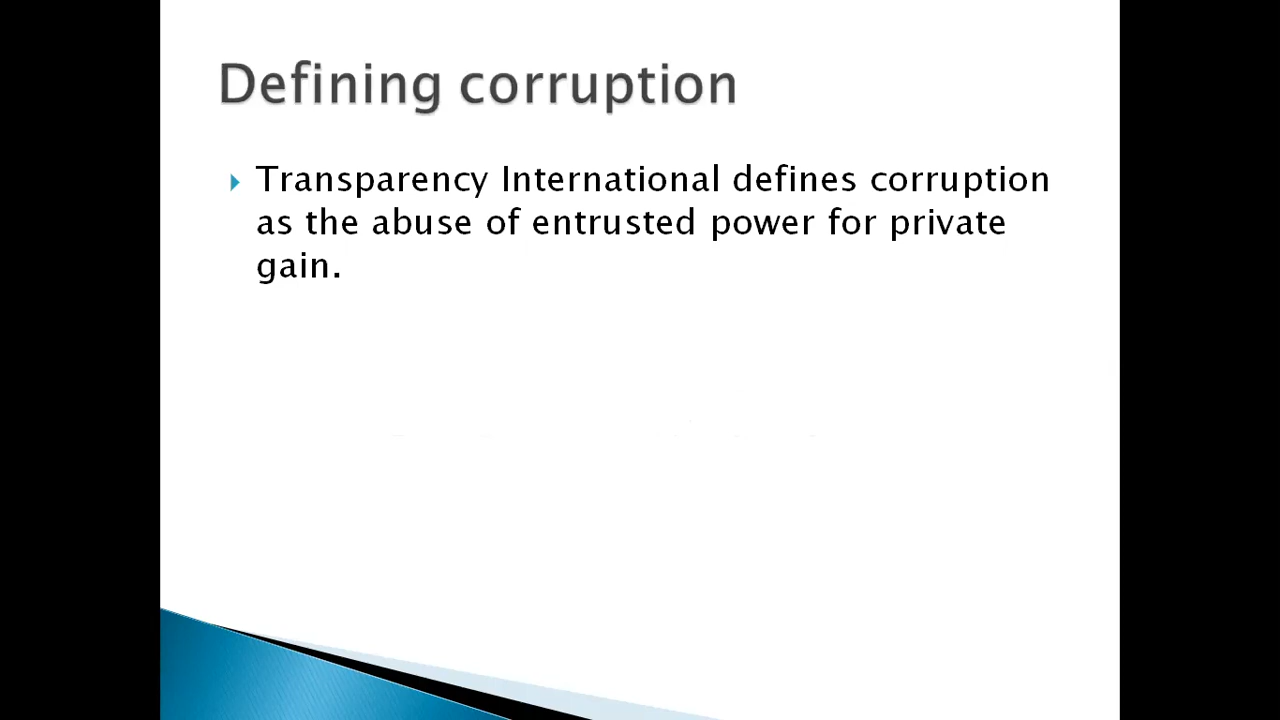 Defining corruption
Transparency International defines corruption
as the abuse of entrusted power for private
gain.